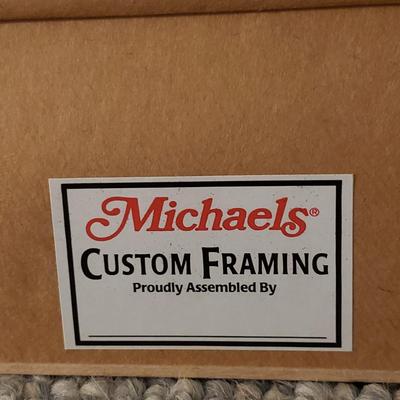 Michaels®
CUSTOM FRAMING
Proudly Assembled By